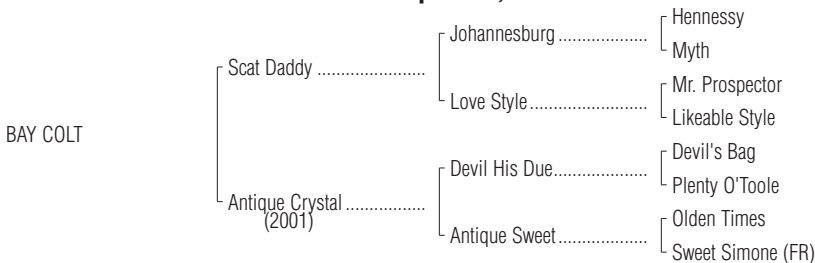 Hennessy
Johannesburg ...................
Myth
Scat Daddy .......................
Mr. Prospector
Love Style.........................
Likeable Style
BAY COLT
Devil's Bag
Devil His Due....................
Plenty O'Toole
Antique Crystal .................
(2001)
Olden Times
Antique Sweet...................
Sweet Simone (FR)